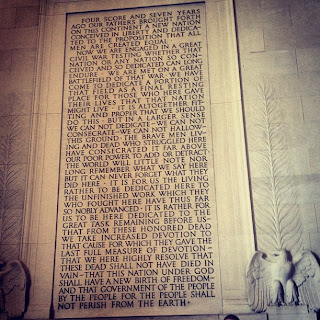 FOUR SCORE AND SEVEN YEARS
AGO OUR FATHERS BROUGHT FORTH
ON THIS CONTINENT A NEW NATION
CONCEIVED IN LIBERTY AND DEDICA-
TED TO THE PROPOSITION THAT ALL
MEN ARE CREATED EQUAL ·
NOW WE ARE ENGAGED IN A GREAT
CIVIL WAR TESTING WHETHER THAT
NATION OR ANY NATION SO CON-
CEIVED AND SO DEDICATED CAN LONG
ENDURE · WE ARE MET ON A GREAT
BATTLEFIELD OF THAT WAR · WE HAVE
COME TO DEDICATE A PORTION OF
THAT FIELD AS A FINAL RESTING
PLACE FOR THOSE WHO HERE GAVE
THEIR LIVES THAT THAT NATION
MIGHT LIVE · IT IS ALTOGETHER FIT-
TING AND PROPER THAT WE SHOULD
DO THIS · BUT IN A LARGER SENSE
WE CAN NOT DEDICATE~WE CAN NOT
CONSECRATE~WE CAN NOT HALLOW~
THIS GROUND · THE BRAVE MEN LIV-
ING AND DEAD WHO STRUGGLED HERE
HAVE CONSECRATED IT FAR ABOVE
OUR POOR POWER TO ADD OR DETRACT ·
THE WORLD WILL LITTLE NOTE NOR
LONG REMEMBER WHAT WE SAY HERE
BUT IT CAN NEVER FORGET WHAT THEY
DID HERE · IT IS FOR US THE LIVING
RATHER TO BE DEDICATED HERE TO
THE UNFINISHED WORK WHICH THEY
WHO FOUGHT HERE HAVE THUS FAR
SO NOBLY ADVANCED · IT IS RATHER FOR
US TO BE HERE DEDICATED TO THE
GREAT TASK REMAINING BEFORE US~
THAT FROM THESE HONORED DEAD
WE TAKE INCREASED DEVOTION TO
THAT CAUSE FOR WHICH THEY GAVE THE
LAST FULL MEASURE OF DEVOTION~
THAT WE HERE HIGHLY RESOLVE THAT
THESE DEAD SHALL NOT HAVE DIED IN
VAIN~THAT THIS NATION UNDER GOD
SHALL HAVE A NEW BIRTH OF FREEDOM~
AND THAT GOVERNMENT OF THE PEOPLE
BY THE PEOPLE FOR THE PEOPLE SHALL
NOT PERISH FROM THE EARTH ·